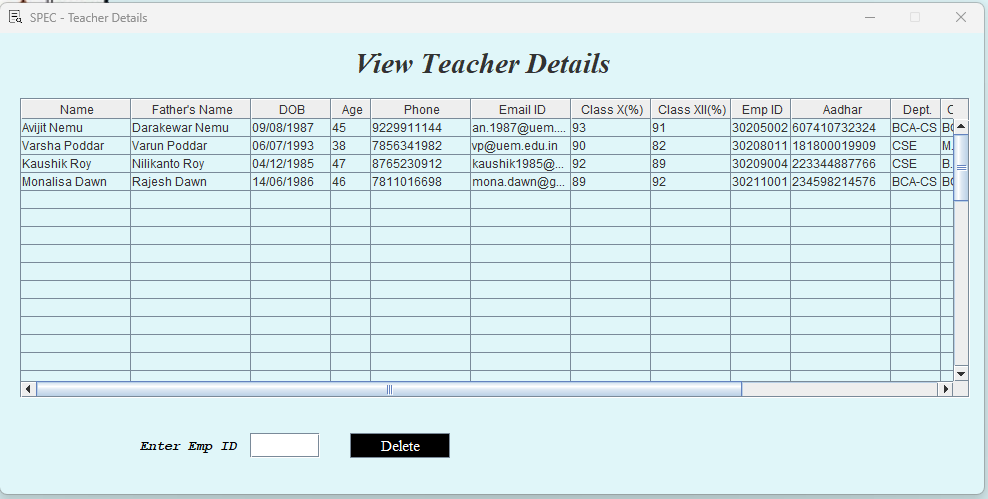 SPEC - Teacher Details
View Teacher Details
Name Father's Name DOB Age Phone Email ID Class X(%) Class XII(%) Emp ID Aadhar Dept.
Avijit Nemu Darakewar Nemu 09/08/1987 45 9229911144 an.1987@uem.... 93 91 30205002 607410732324 BCA-CS
Varsha Poddar Varun Poddar 06/07/1993 38 7856341982 vp@uem.edu.in 90 82 30208011 181800019909 CSE M.
Kaushik Roy Nilikanto Roy 04/12/1985 47 8765230912 kaushik1985@... 92 89 30209004 223344887766 CSE B.
Monalisa Dawn Rajesh Dawn 14/06/1986 46 7811016698 mona.dawn@g... 89 92 30211001 234598214576 BCA-CS
Enter Emp ID Delete